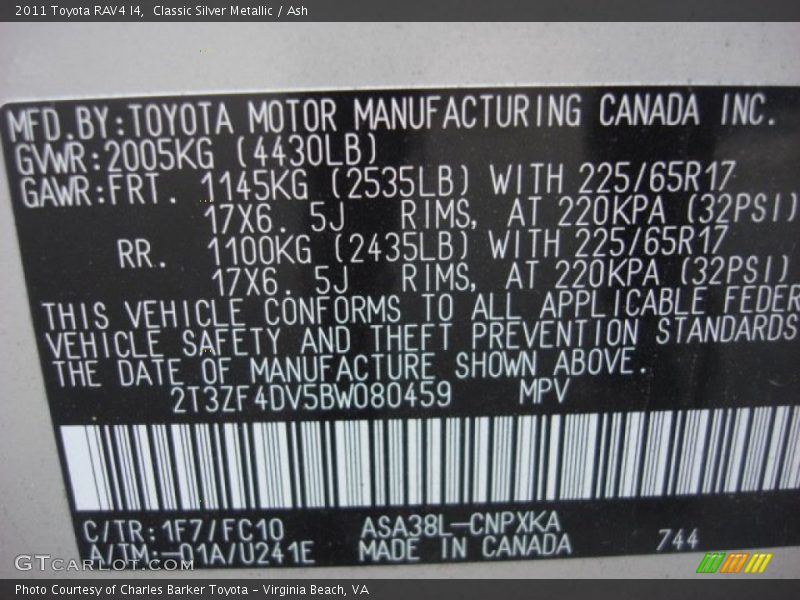 2011 Toyota RAV4 I4,  Classic Silver Metallic / Ash
MFD.BY:TOYOTA MOTOR MANUFACTURING CANADA INC.
GVWR:2005KG (4430LB)
GAWR:FRT. 1145KG (2535LB) WITH 225/65R17
17X6. 5J RIMS, AT 220KPA (32PSI)
RR. 1100KG (2435LB) WITH 225/65R17
17X6. 5J RIMS, AT 220KPA (32PSI)
THIS VEHICLE CONFORMS TO ALL APPLICABLE FEDER
VEHICLE SAFETY AND THEFT PREVENTION STANDARDS
THE DATE OF MANUFACTURE SHOWN ABOVE.
2T3ZF4DV5BW080459 MPV
C/TR:1F7/FC10 ASA38L-CNPXKA
A/TM:-01A/U241E MADE IN CANADA 744
GTCARLOT.COM
Photo Courtesy of Charles Barker Toyota - Virginia Beach, VA